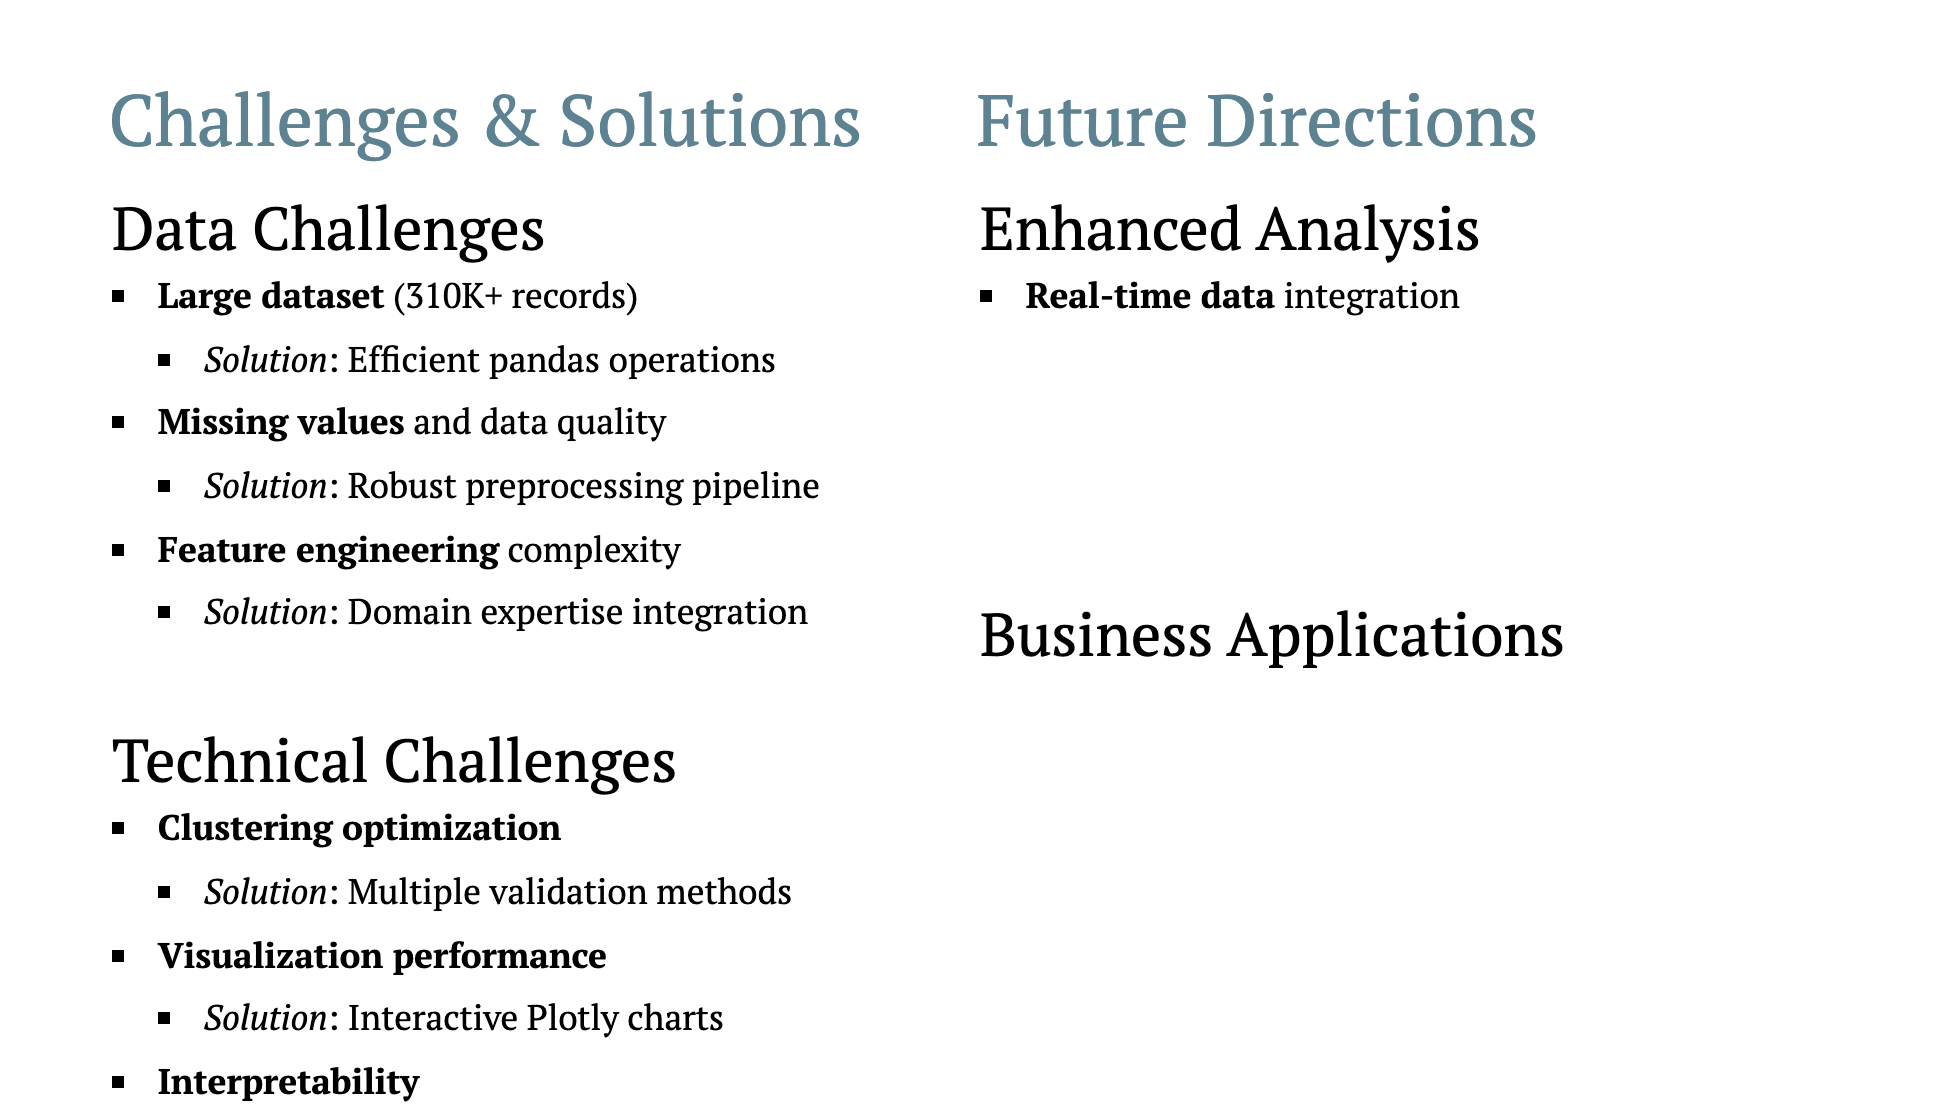 Challenges & Solutions
Data Challenges
Large dataset (310K+ records)
Solution: Efficient pandas operations
Missing values and data quality
Solution: Robust preprocessing pipeline
Feature engineering complexity
Solution: Domain expertise integration
Technical Challenges
Clustering optimization
Solution: Multiple validation methods
Visualization performance
Solution: Interactive Plotly charts
Interpretability
Future Directions
Enhanced Analysis
Real-time data integration
Business Applications